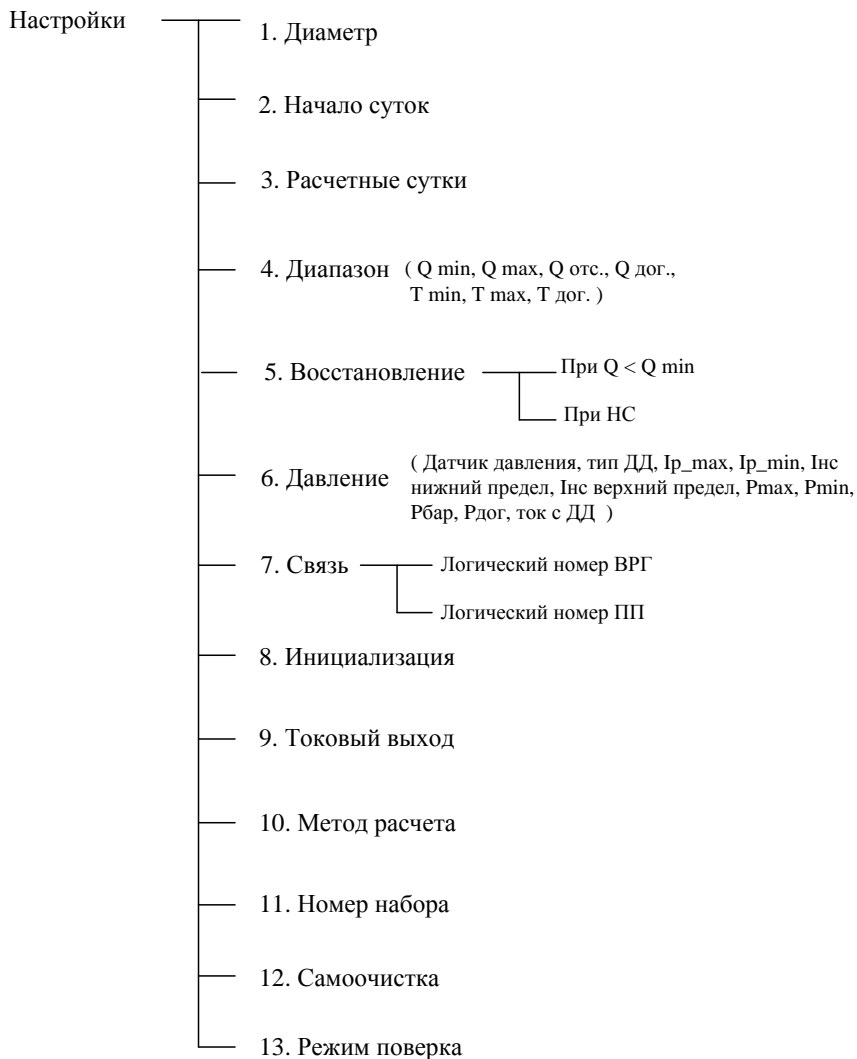 Настройки
1. Диаметр
2. Начало суток
3. Расчетные сутки
4. Диапазон ( Q min, Q max, Q отс., Q дог.,
T min, T max, T дог. )
5. Восстановление
При Q < Q min
При НС
6. Давление
( Датчик давления, тип ДД, Ip_max, Ip_min, Iнс
нижний предел, Iнс верхний предел, Pmax, Pmin,
Pбар, Pдог, ток с ДД )
7. Связь
Логический номер ВРГ
Логический номер ПП
8. Инициализация
9. Токовый выход
10. Метод расчета
11. Номер набора
12. Самоочистка
13. Режим поверка